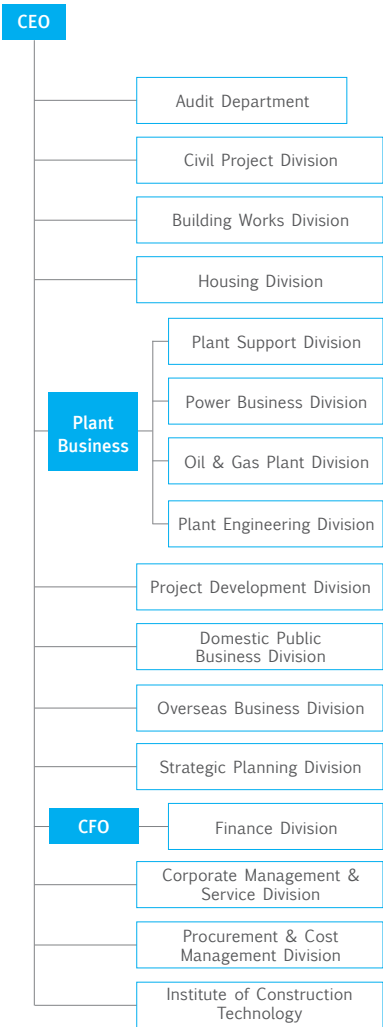 CEO
Audit Department
Civil Project Division
Building Works Division
Housing Division
Plant
Business
Plant Support Division
Power Business Division
Oil & Gas Plant Division
Plant Engineering Division
Project Development Division
Domestic Public
Business Division
Overseas Business Division
Strategic Planning Division
CFO
Finance Division
Corporate Management &
Service Division
Procurement & Cost
Management Division
Institute of Construction
Technology